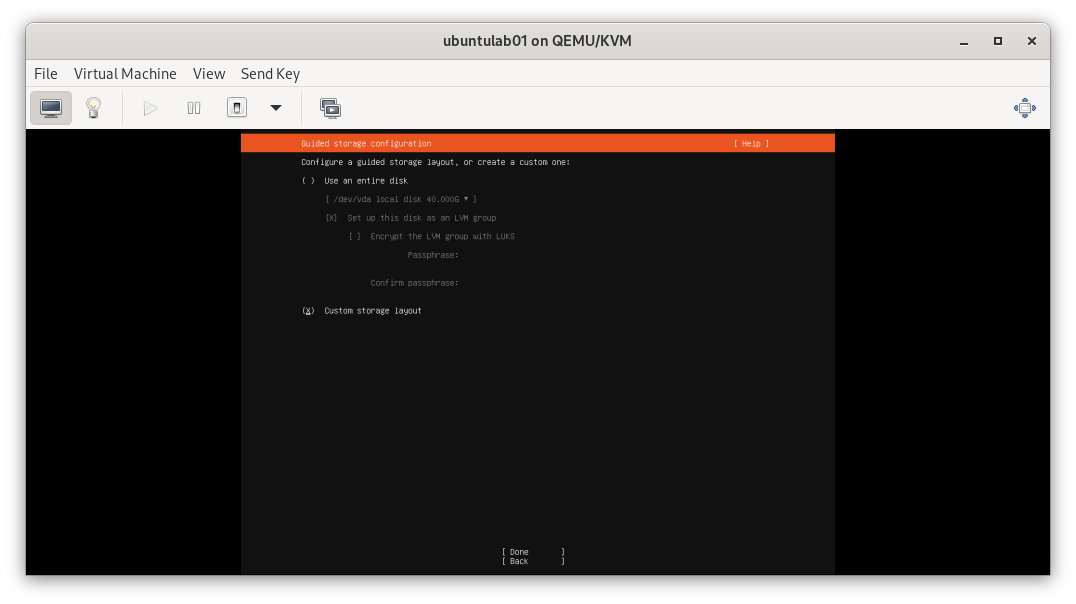 ubuntulab01 on QEMU/KVM
File Virtual Machine View Send Key
Guided storage configuration [ Help ]
Configure a guided storage layout, or create a custom one:
( ) Use an entire disk
[ /dev/vda local disk 40.000G ▾ ]
[X] Set up this disk as an LVM group
[ ] Encrypt the LVM group with LUKS
Passphrase:
Confirm passphrase:
(X) Custom storage layout
[ Done ]
[ Back ]